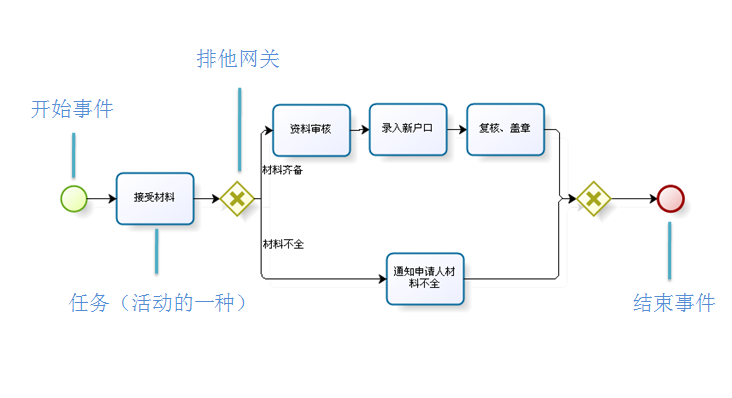 排他网关
开始事件
资料审核
录入新户口
复核、盖章
材料齐备
接受材料
材料不全
通知申请人材
料不全
任务（活动的一种）
结束事件